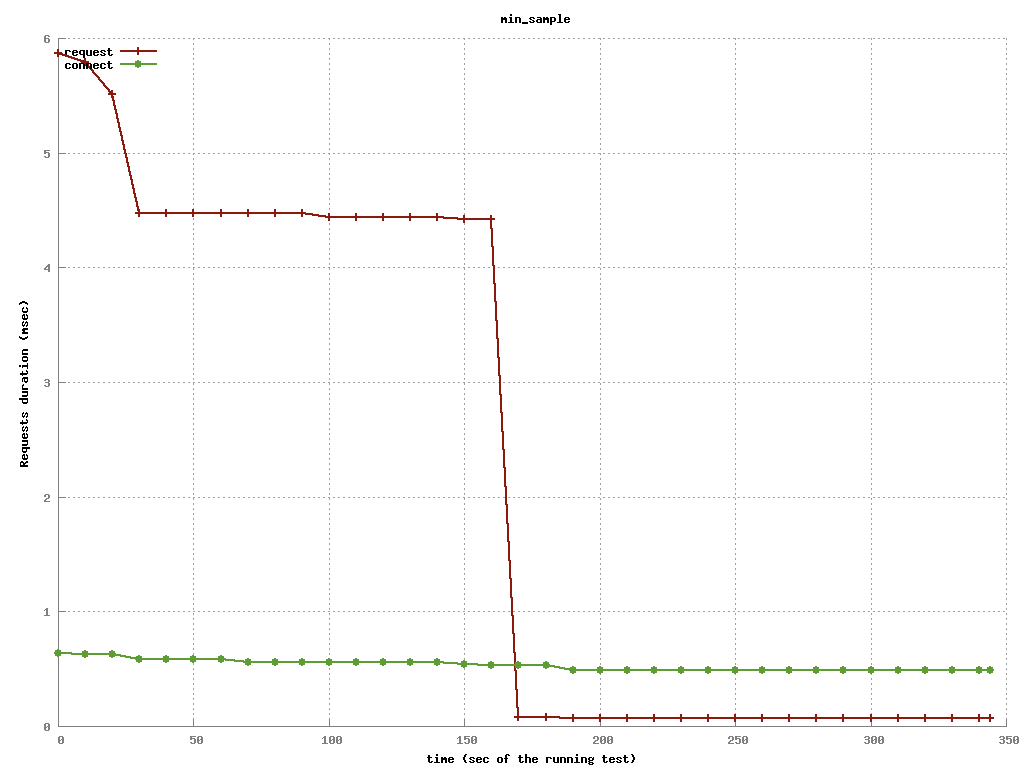 min_sample
request
connect
6
5
4
3
2
1
0
Requests duration (msec)
0 50 100 150 200 250 300 350
time (sec of the running test)